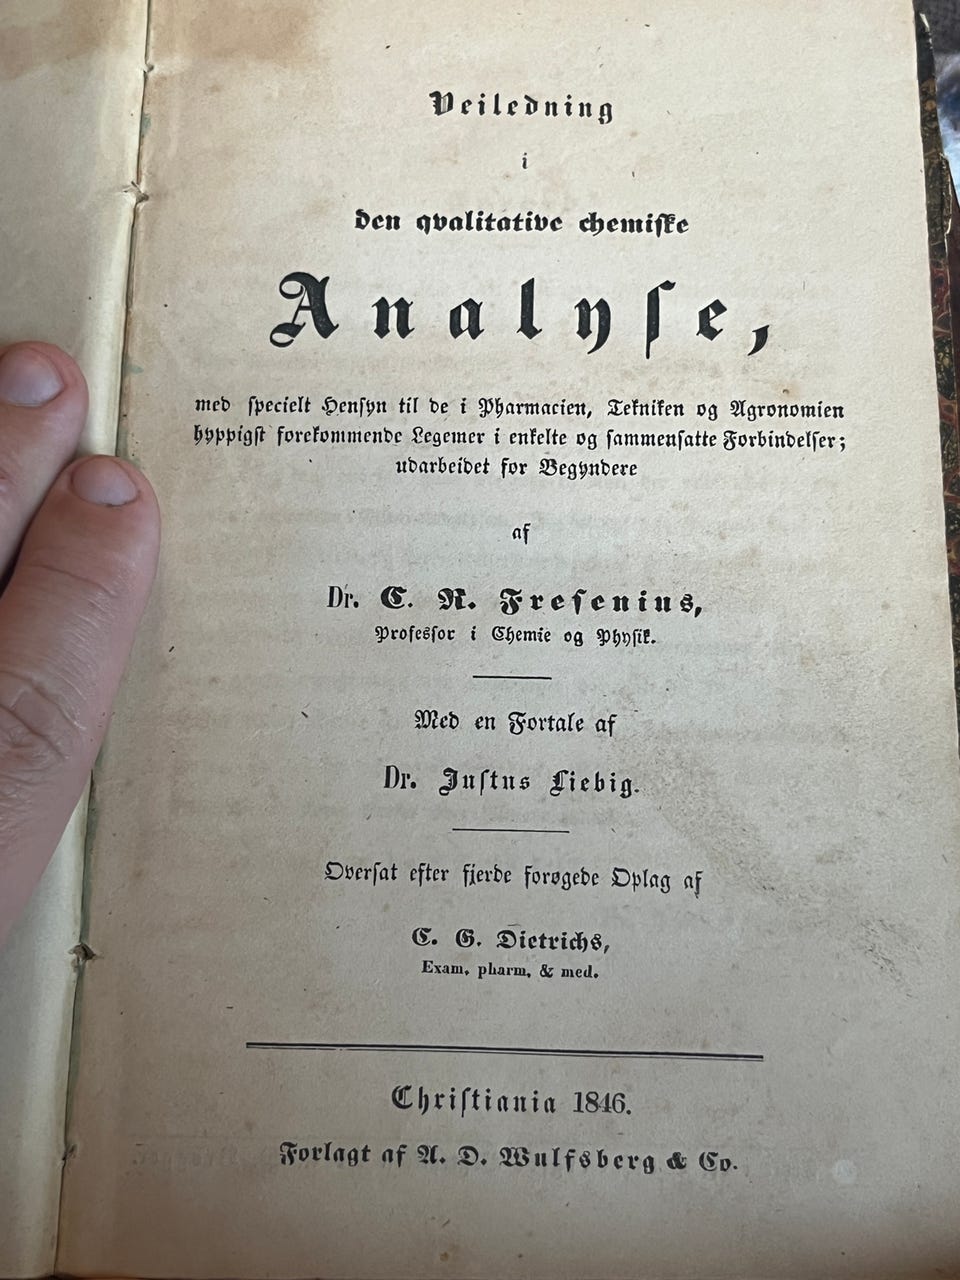 Veiledning
i
den qvalitative chemiske
Analyse,
med specielt Hensyn til de i Pharmacien, Tekniken og Agronomien
hyppigst forekommende Legemer i enkelte og sammensatte Forbindelser;
udarbeidet for Begyndere
af
Dr. C. R. Fresenius,
Professor i Chemie og Physik.
Med en Fortale af
Dr. Justus Liebig.
Oversat efter fjerde forøgede Oplag af
C. G. Dietrichs,
Exam. pharm. & med.
Christiania 1846.
Forlagt af A. D. Wulfsberg & Co.